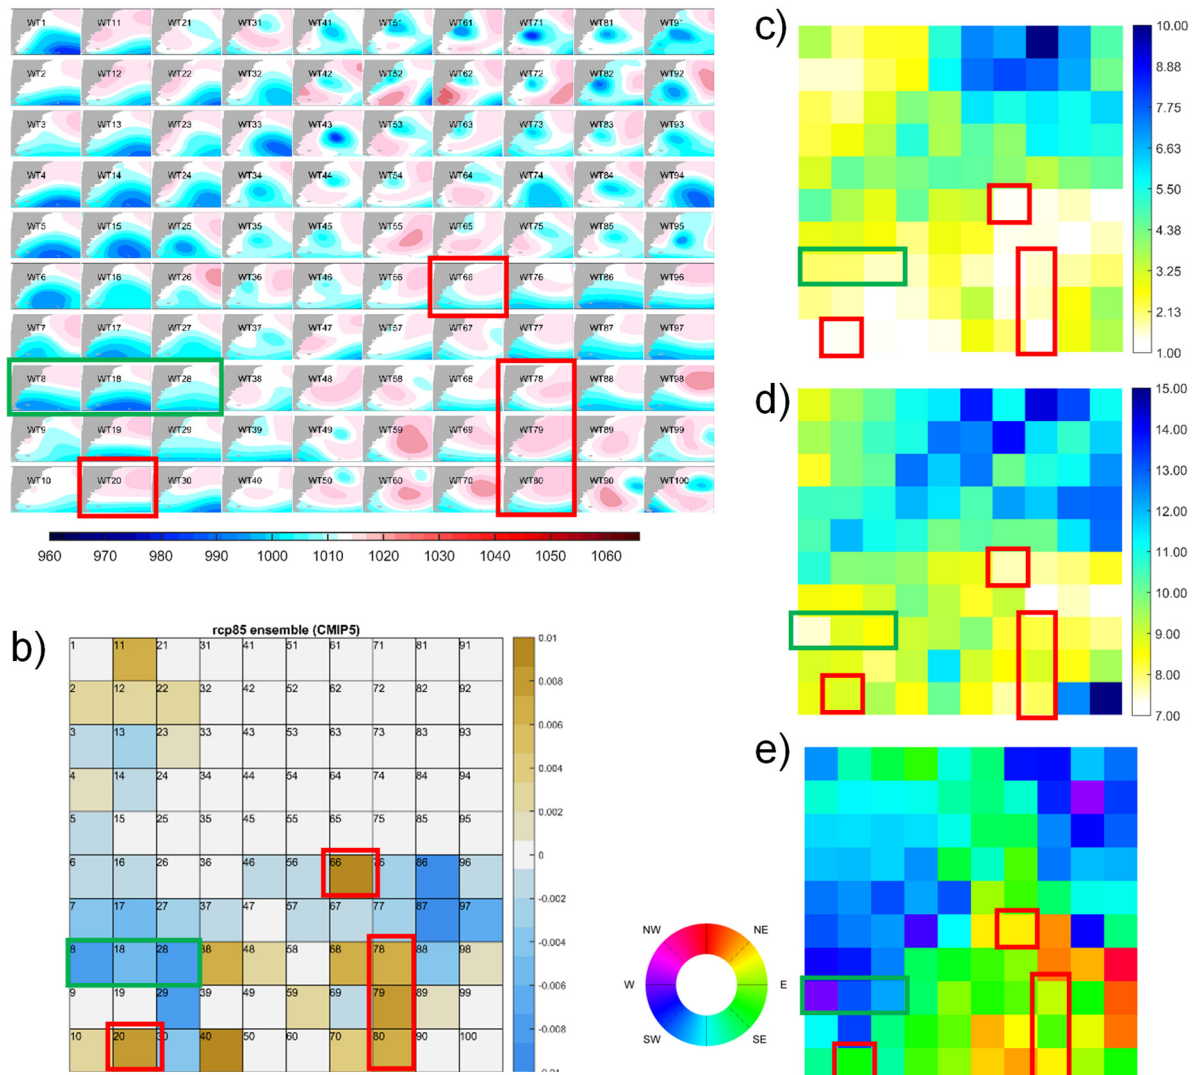 WT1 WT11 WT21 WT31 WT41 WT51 WT61 WT71 WT81 WT91
WT2 WT12 WT22 WT32 WT42 WT52 WT62 WT72 WT82 WT92
WT3 WT13 WT23 WT33 WT43 WT53 WT63 WT73 WT83 WT93
WT4 WT14 WT24 WT34 WT44 WT54 WT64 WT74 WT84 WT94
WT5 WT15 WT25 WT35 WT45 WT55 WT65 WT75 WT85 WT95
WT6 WT16 WT26 WT36 WT46 WT56 WT66 WT76 WT86 WT96
WT7 WT17 WT27 WT37 WT47 WT57 WT67 WT77 WT87 WT97
WT8 WT18 WT28 WT38 WT48 WT58 WT68 WT78 WT88 WT98
WT9 WT19 WT29 WT39 WT49 WT59 WT69 WT79 WT89 WT99
WT10 WT20 WT30 WT40 WT50 WT60 WT70 WT80 WT90 WT100
960 970 980 990 1000 1010 1020 1030 1040 1050 1060
b)
rcp85 ensemble (CMIP5)
1 11 21 31 41 51 61 71 81 91
2 12 22 32 42 52 62 72 82 92
3 13 23 33 43 53 63 73 83 93
4 14 24 34 44 54 64 74 84 94
5 15 25 35 45 55 65 75 85 95
6 16 26 36 46 56 66 76 86 96
7 17 27 37 47 57 67 77 87 97
8 18 28 38 48 58 68 78 88 98
9 19 29 39 49 59 69 79 89 99
10 20 30 40 50 60 70 80 90 100
0.01
0.008
0.006
0.004
0.002
0
-0.002
-0.004
-0.006
-0.008
-0.01
c)
10.00
8.88
7.75
6.63
5.50
4.38
3.25
2.13
1.00
d)
15.00
14.00
13.00
12.00
11.00
10.00
9.00
8.00
7.00
e)
NW NE
W E
SW SE